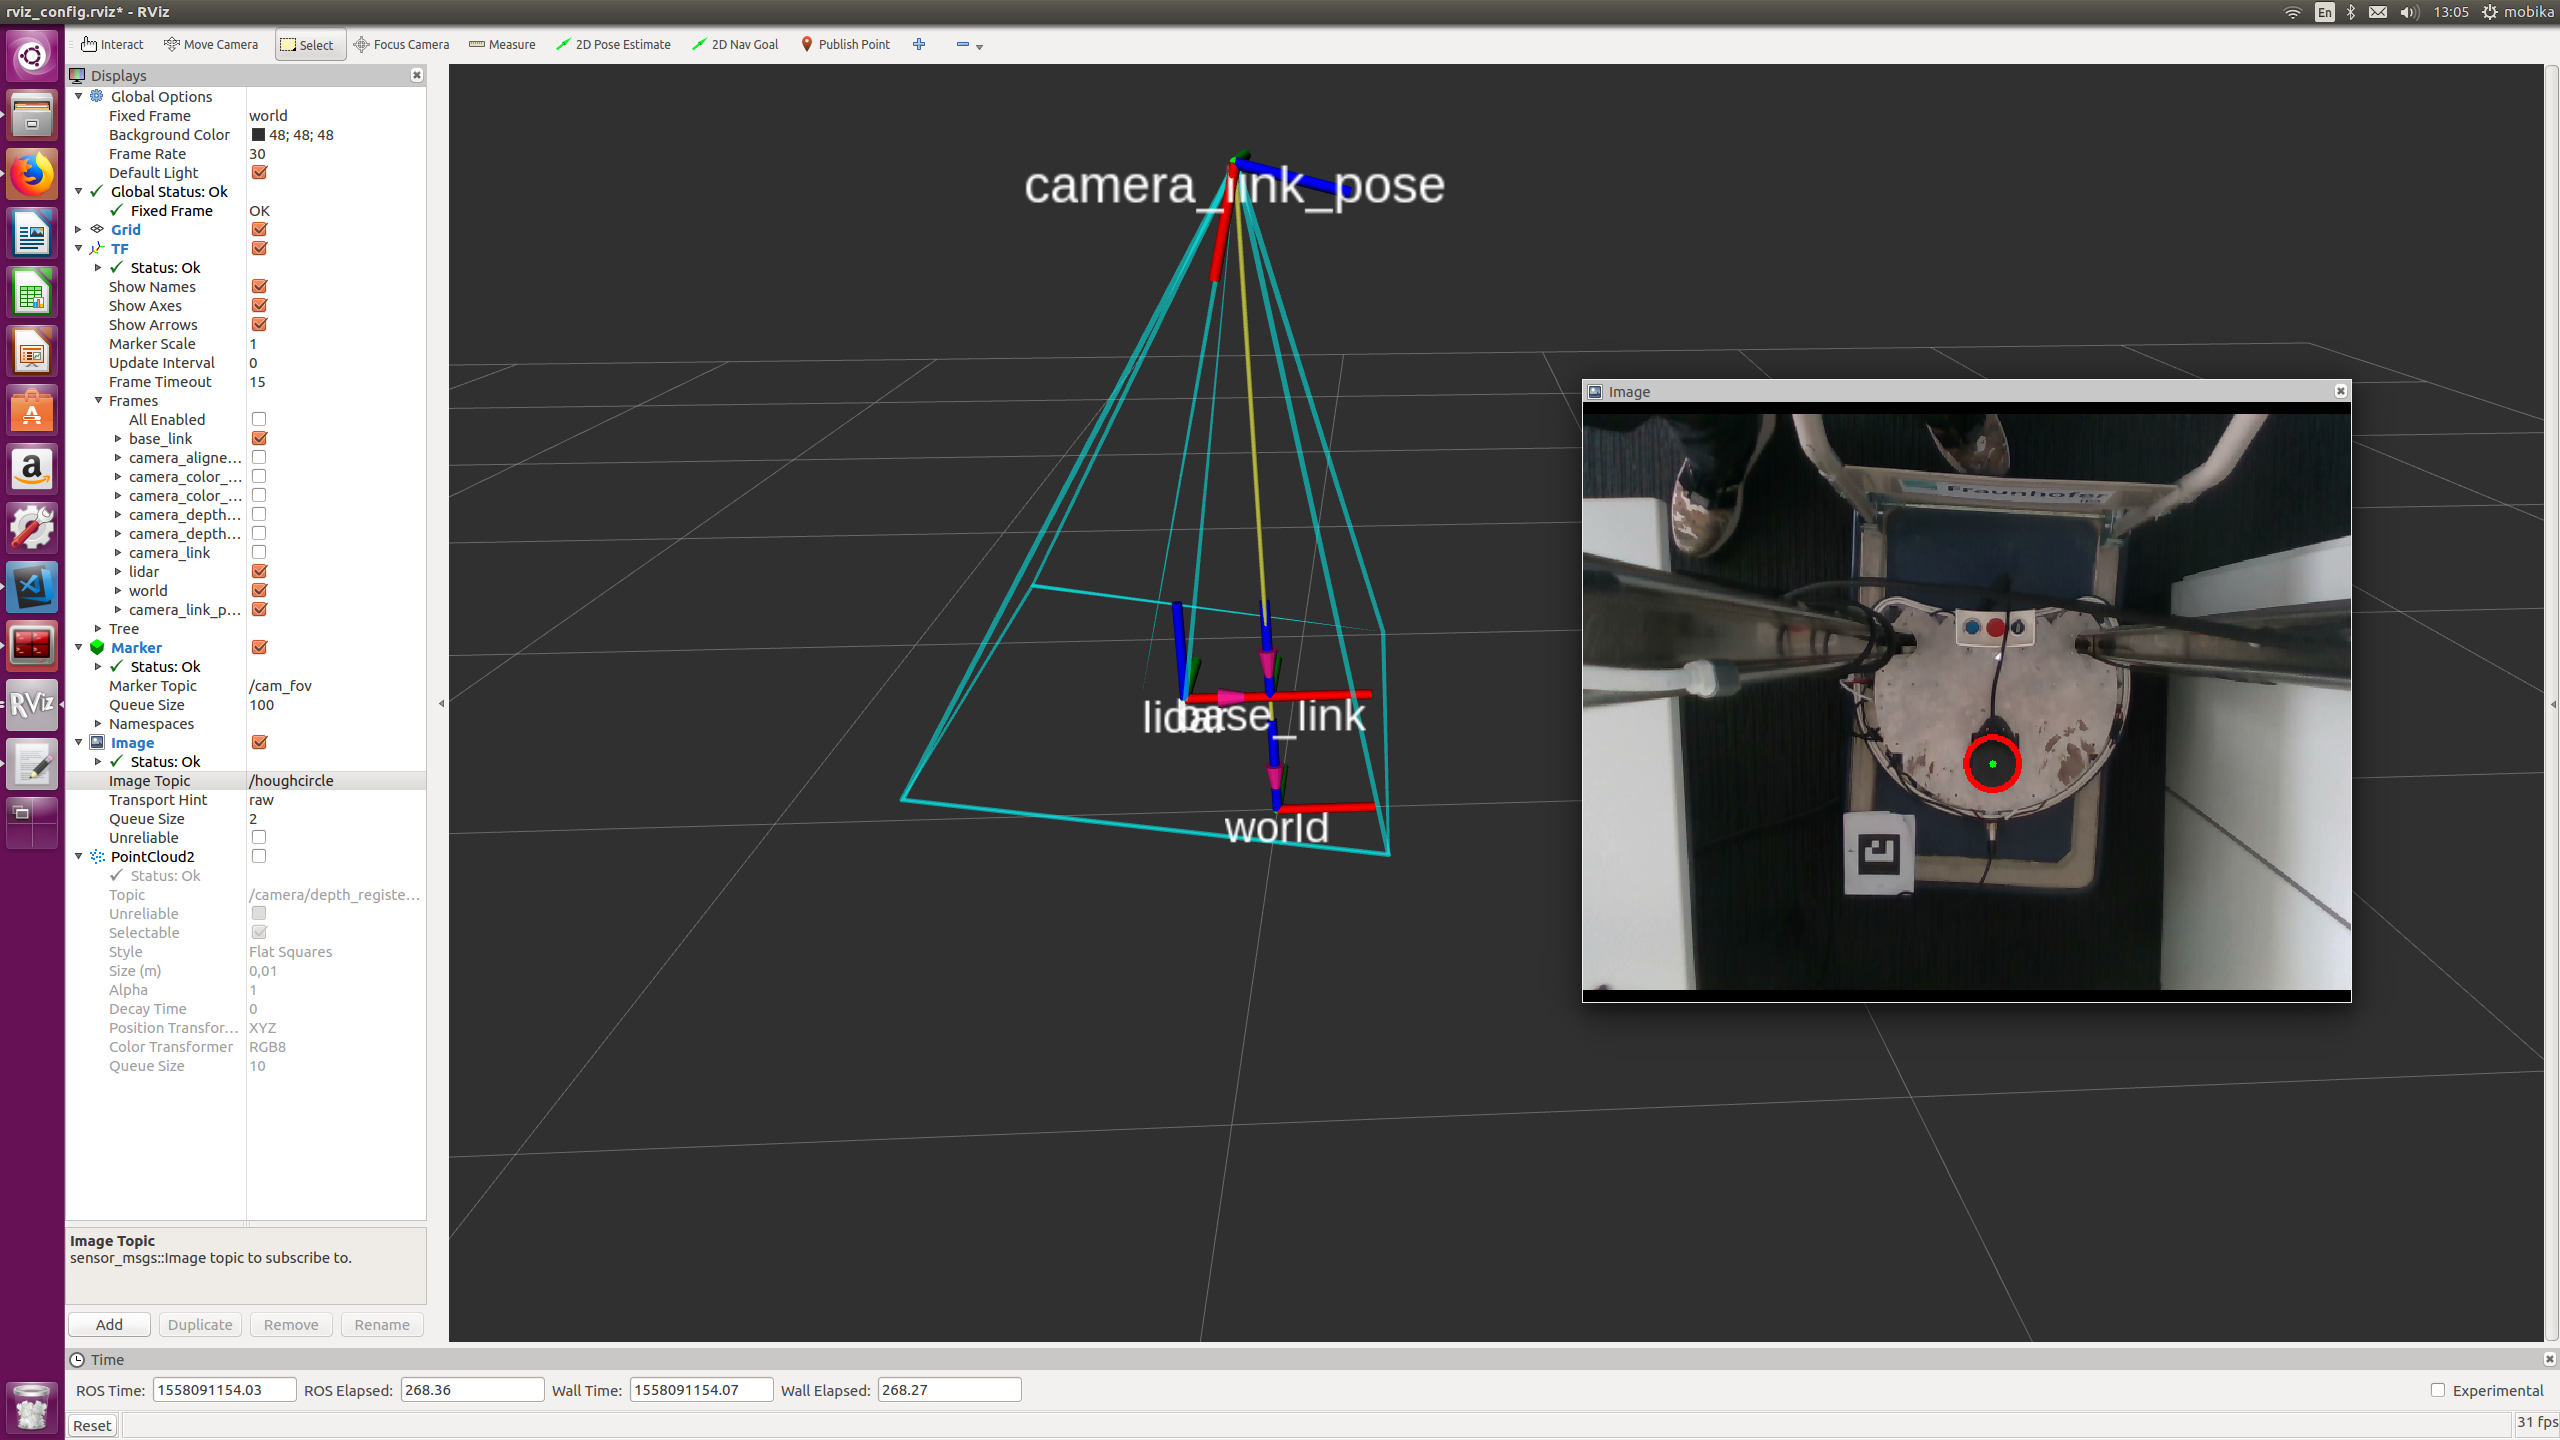 rviz_config.rviz* - RViz
En 13:05 mobika
Interact Move Camera Select Focus Camera Measure 2D Pose Estimate 2D Nav Goal Publish Point
Displays
Global Options
Fixed Frame world
Background Color 48; 48; 48
Frame Rate 30
Default Light
Global Status: Ok
Fixed Frame OK
Grid
TF
Status: Ok
Show Names
Show Axes
Show Arrows
Marker Scale 1
Update Interval 0
Frame Timeout 15
Frames
All Enabled
base_link
camera_aligne...
camera_color_...
camera_color_...
camera_depth...
camera_depth...
camera_link
lidar
world
camera_link_p...
Tree
Marker
Status: Ok
Marker Topic /cam_fov
Queue Size 100
Namespaces
Image
Status: Ok
Image Topic /houghcircle
Transport Hint raw
Queue Size 2
Unreliable
PointCloud2
Status: Ok
Topic /camera/depth_registe...
Unreliable
Selectable
Style Flat Squares
Size (m) 0,01
Alpha 1
Decay Time 0
Position Transfor... XYZ
Color Transformer RGB8
Queue Size 10
Image Topic
sensor_msgs::Image topic to subscribe to.
Add Duplicate Remove Rename
camera_link_pose
lidar
base_link
world
Image
Fraunhofer
Time
ROS Time: 1558091154.03 ROS Elapsed: 268.36 Wall Time: 1558091154.07 Wall Elapsed: 268.27 Experimental
Reset 31 fps
RViz